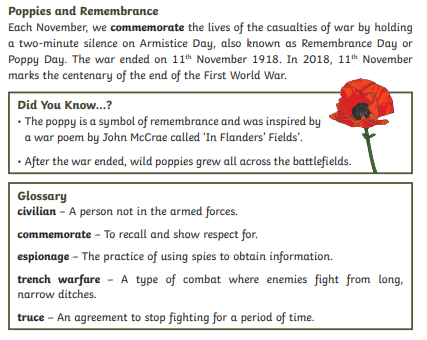 Poppies and Remembrance
Each November, we commemorate the lives of the casualties of war by holding
a two-minute silence on Armistice Day, also known as Remembrance Day or
Poppy Day. The war ended on 11th November 1918. In 2018, 11th November
marks the centenary of the end of the First World War.
Did You Know...?
• The poppy is a symbol of remembrance and was inspired by
a war poem by John McCrae called ‘In Flanders’ Fields’.
• After the war ended, wild poppies grew all across the battlefields.
Glossary
civilian – A person not in the armed forces.
commemorate – To recall and show respect for.
espionage – The practice of using spies to obtain information.
trench warfare – A type of combat where enemies fight from long,
narrow ditches.
truce – An agreement to stop fighting for a period of time.